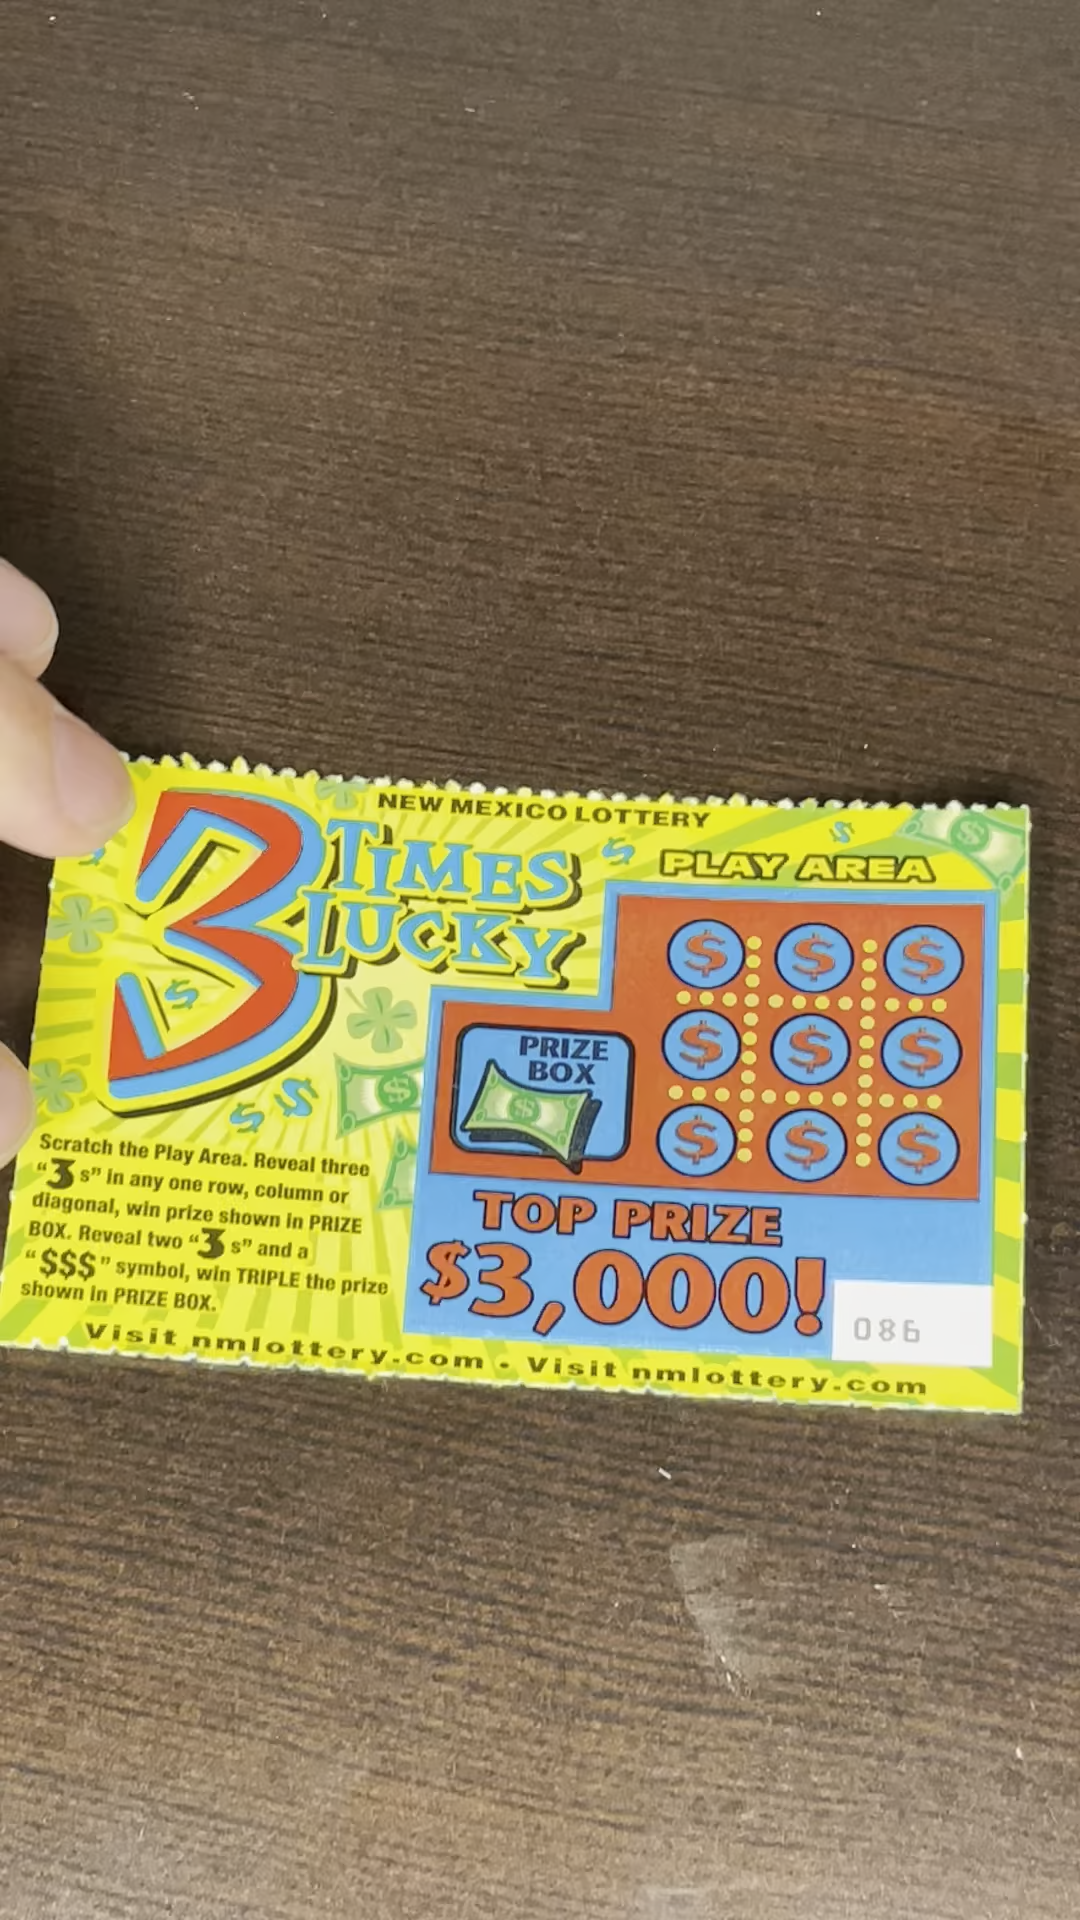 NEW MEXICO LOTTERY
3 TIMES
LUCKY
PLAY AREA
$ $ $
$ $ $
$ $ $
PRIZE
BOX
Scratch the Play Area. Reveal three
"3s" in any one row, column or
diagonal, win prize shown in PRIZE
BOX. Reveal two "3s" and a
"$$$" symbol, win TRIPLE the prize
shown in PRIZE BOX.
TOP PRIZE
$3,000!
086
Visit nmlottery.com • Visit nmlottery.com